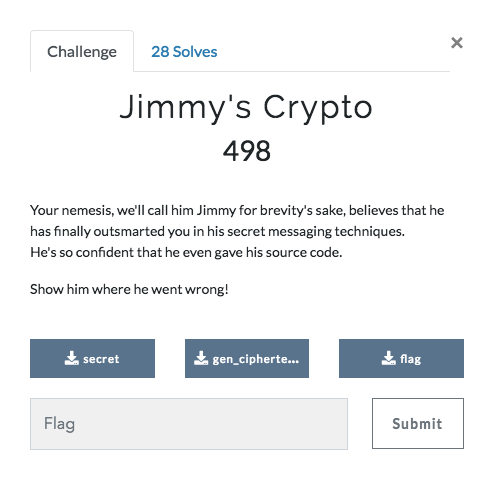 Challenge
28 Solves
×
Jimmy's Crypto
498
Your nemesis, we'll call him Jimmy for brevity's sake, believes that he
has finally outsmarted you in his secret messaging techniques.
He's so confident that he even gave his source code.
Show him where he went wrong!
secret
gen_cipherte...
flag
Flag
Submit